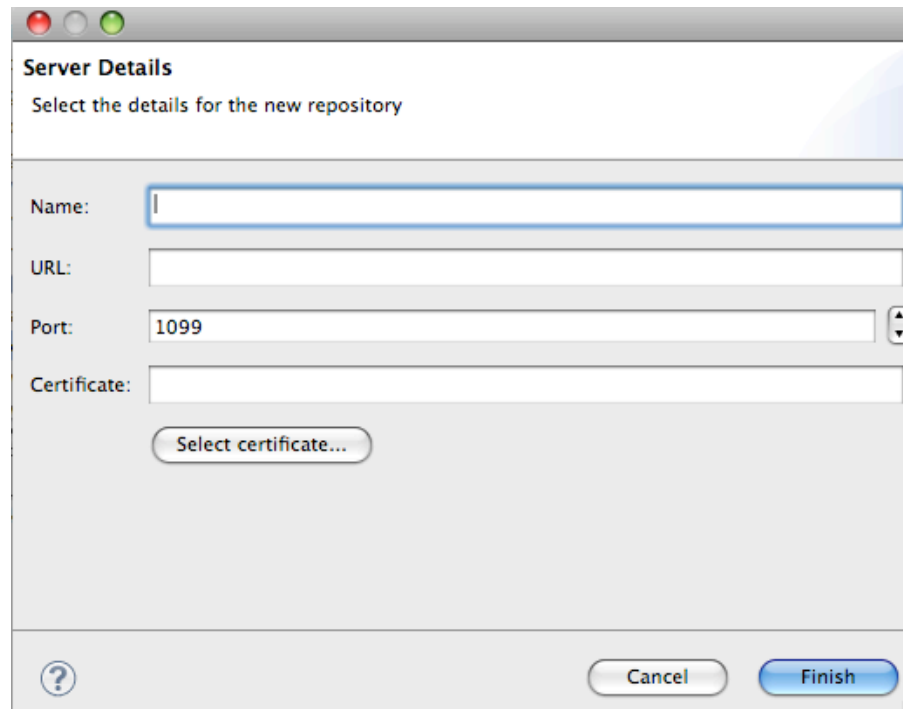 Server Details
Select the details for the new repository
Name:
URL:
Port: 1099
Certificate:
Select certificate...
? Cancel Finish